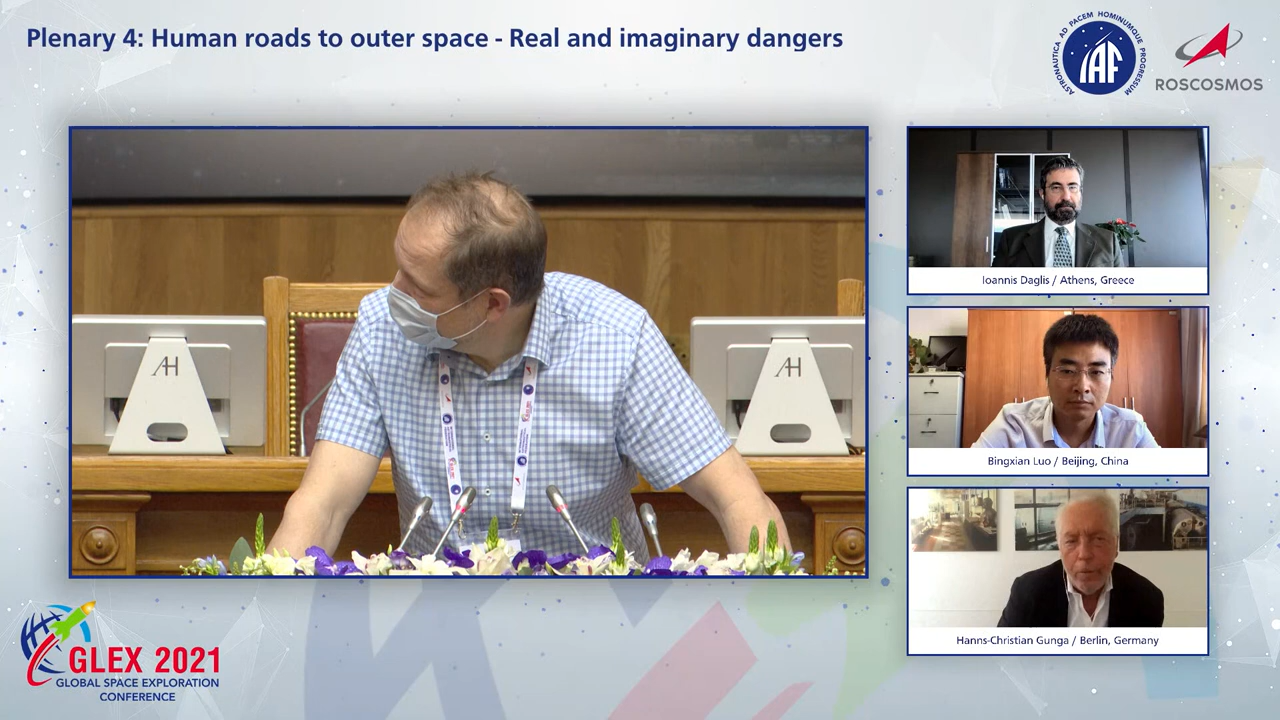 Plenary 4: Human roads to outer space - Real and imaginary dangers
ASTRONAUTICA AD PACEM HOMINUMQUE PROGRESSUM
IAF
ROSCOSMOS
AH
AH
Ioannis Daglis / Athens, Greece
Bingxian Luo / Beijing, China
Hanns-Christian Gunga / Berlin, Germany
GLEX 2021
GLOBAL SPACE EXPLORATION
CONFERENCE